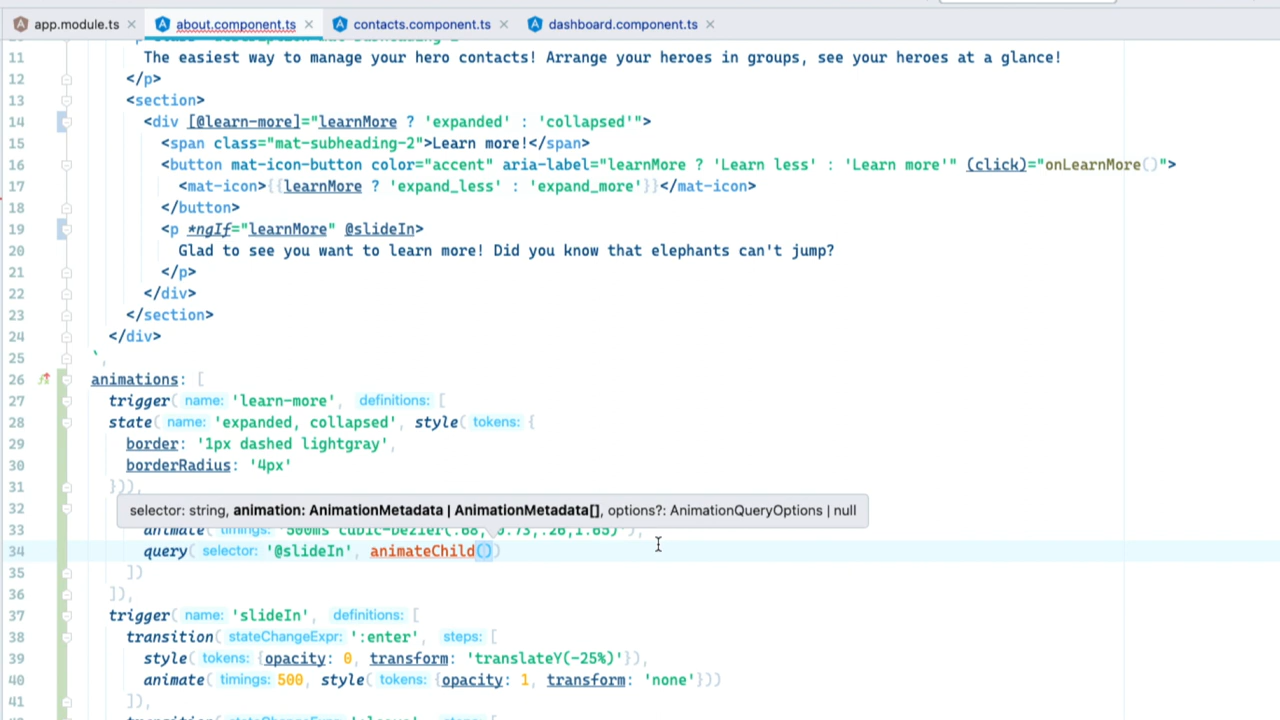 app.module.ts × about.component.ts × contacts.component.ts × dashboard.component.ts ×
11 The easiest way to manage your hero contacts! Arrange your heroes in groups, see your heroes at a glance!
12 </p>
13 <section>
14 <div [@learn-more]="learnMore ? 'expanded' : 'collapsed'">
15 <span class="mat-subheading-2">Learn more!</span>
16 <button mat-icon-button color="accent" aria-label="learnMore ? 'Learn less' : 'Learn more'" (click)="onLearnMore()">
17 <mat-icon>{{learnMore ? 'expand_less' : 'expand_more'}}</mat-icon>
18 </button>
19 <p *ngIf="learnMore" @slideIn>
20 Glad to see you want to learn more! Did you know that elephants can't jump?
21 </p>
22 </div>
23 </section>
24 </div>
25 `,
26 animations: [
27 trigger( name: 'learn-more', definitions: [
28 state( name: 'expanded, collapsed', style( tokens: {
29 border: '1px dashed lightgray',
30 borderRadius: '4px'
31 })),
selector: string, animation: AnimationMetadata | AnimationMetadata[], options?: AnimationQueryOptions | null
32
33 animate( timings: '500ms cubic-bezier(.68,
34 query( selector: '@slideIn', animateChild())
35 ])
36 ]),
37 trigger( name: 'slideIn', definitions: [
38 transition( stateChangeExpr: ':enter', steps: [
39 style( tokens: {opacity: 0, transform: 'translateY(-25%)'}),
40 animate( timings: 500, style( tokens: {opacity: 1, transform: 'none'}))
41 ]),